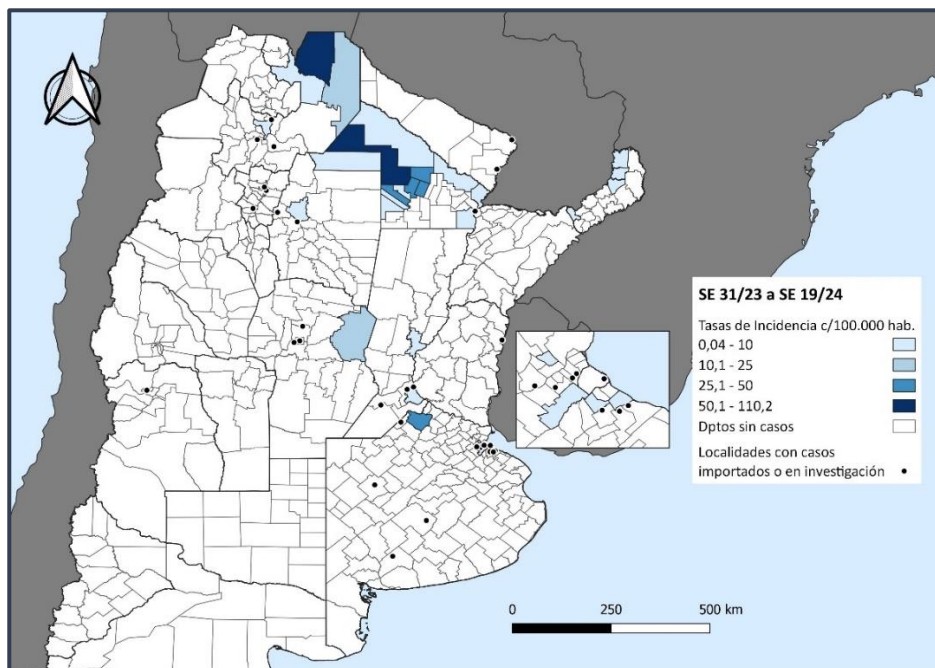 SE 31/23 a SE 19/24
Tasas de Incidencia c/100.000 hab.
0,04 - 10
10,1 - 25
25,1 - 50
50,1 - 110,2
Dptos sin casos
Localidades con casos
importados o en investigación
0 250 500 km